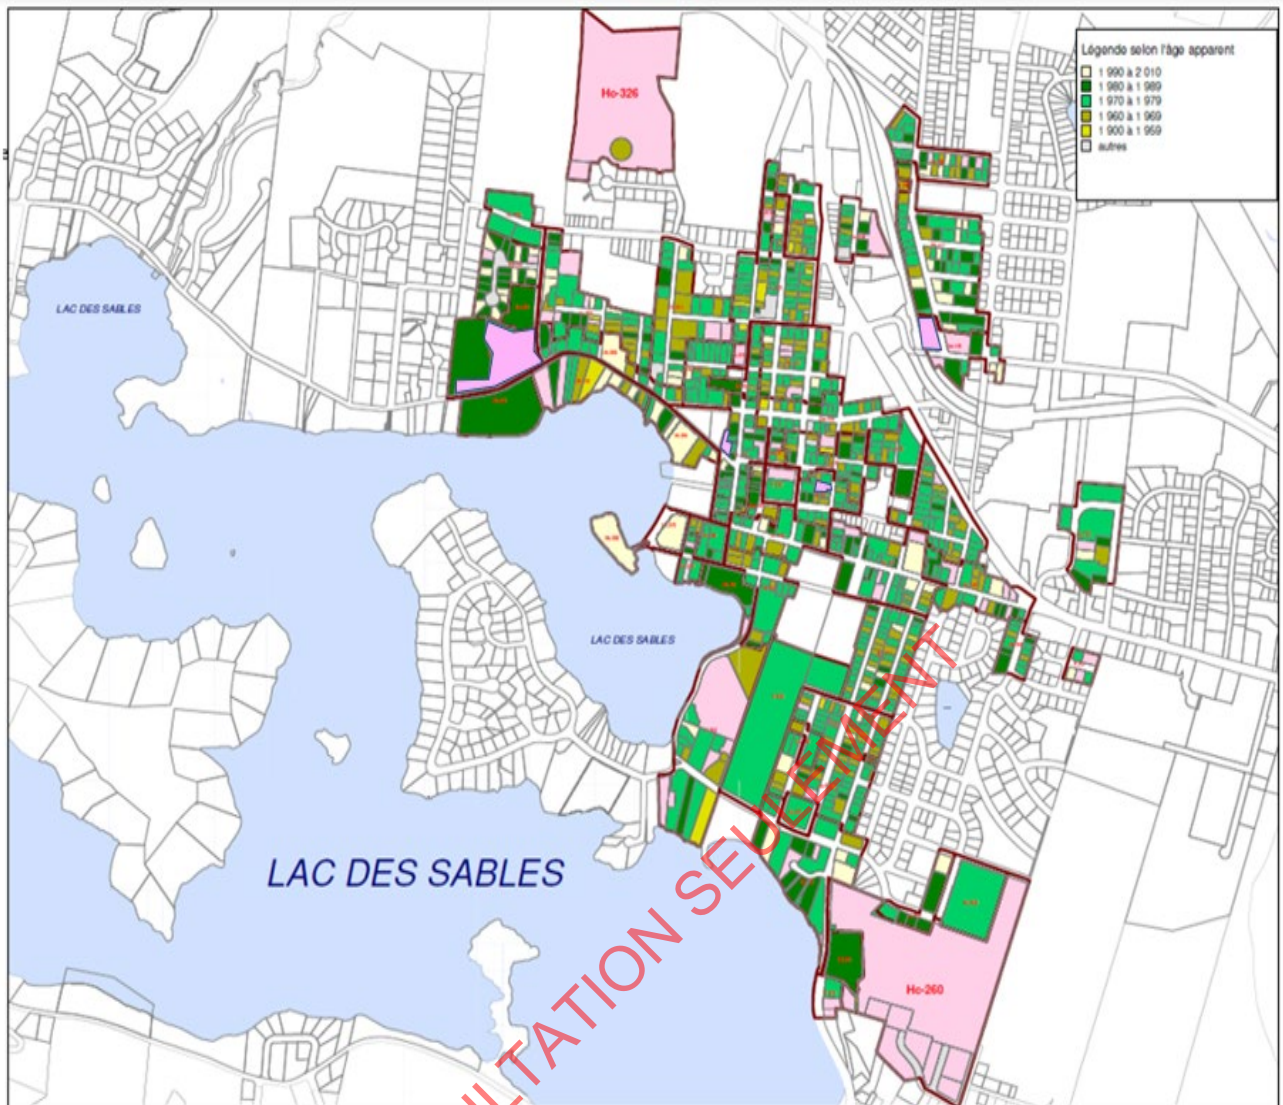 Légende selon l'âge apparent
1 990 à 2 010
1 980 à 1 989
1 970 à 1 979
1 960 à 1 969
1 900 à 1 959
autres
Hc-326
LAC DES SABLES
LAC DES SABLES
LAC DES SABLES
Hc-260
ULTATION SEULEMENT